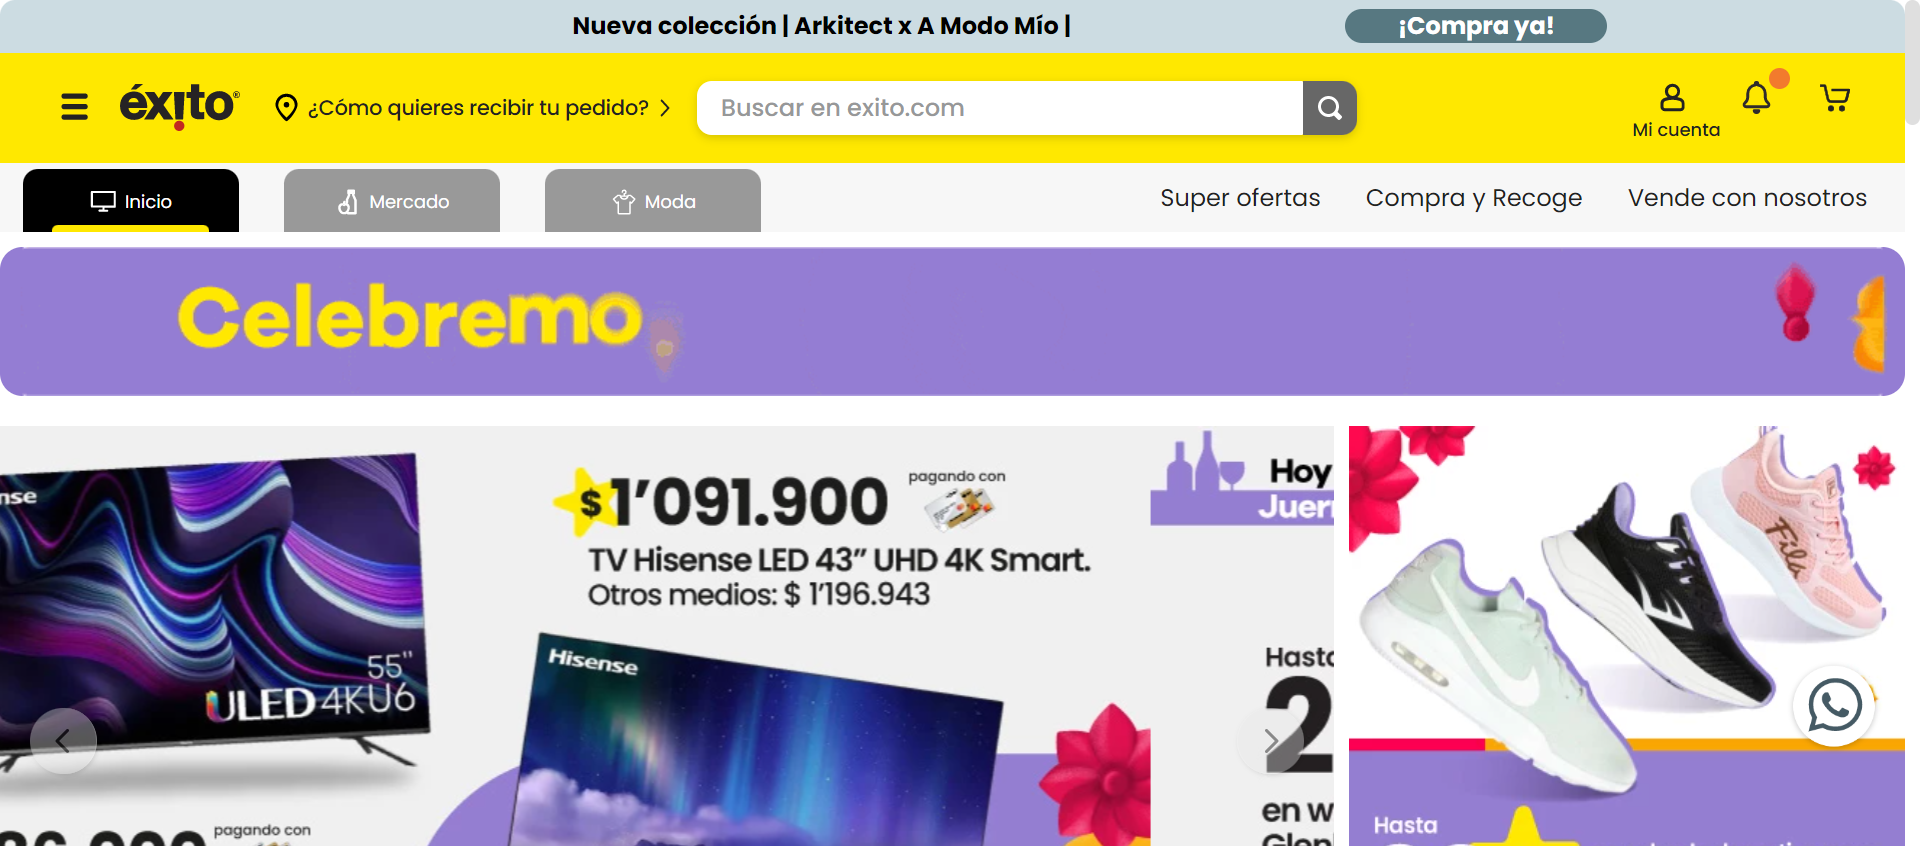 Nueva colección | Arkitect x A Modo Mío |
¡Compra ya!
éxito
¿Cómo quieres recibir tu pedido?
Buscar en exito.com
Mi cuenta
Inicio
Mercado
Moda
Super ofertas
Compra y Recoge
Vende con nosotros
Celebremo
nse
55"
ULED 4K U6
pagando con
$1'091.900
pagando con
TV Hisense LED 43" UHD 4K Smart.
Otros medios: $ 1'196.943
Hisense
Hoy
Juer
Hasta
2
en w
Fila
Hasta